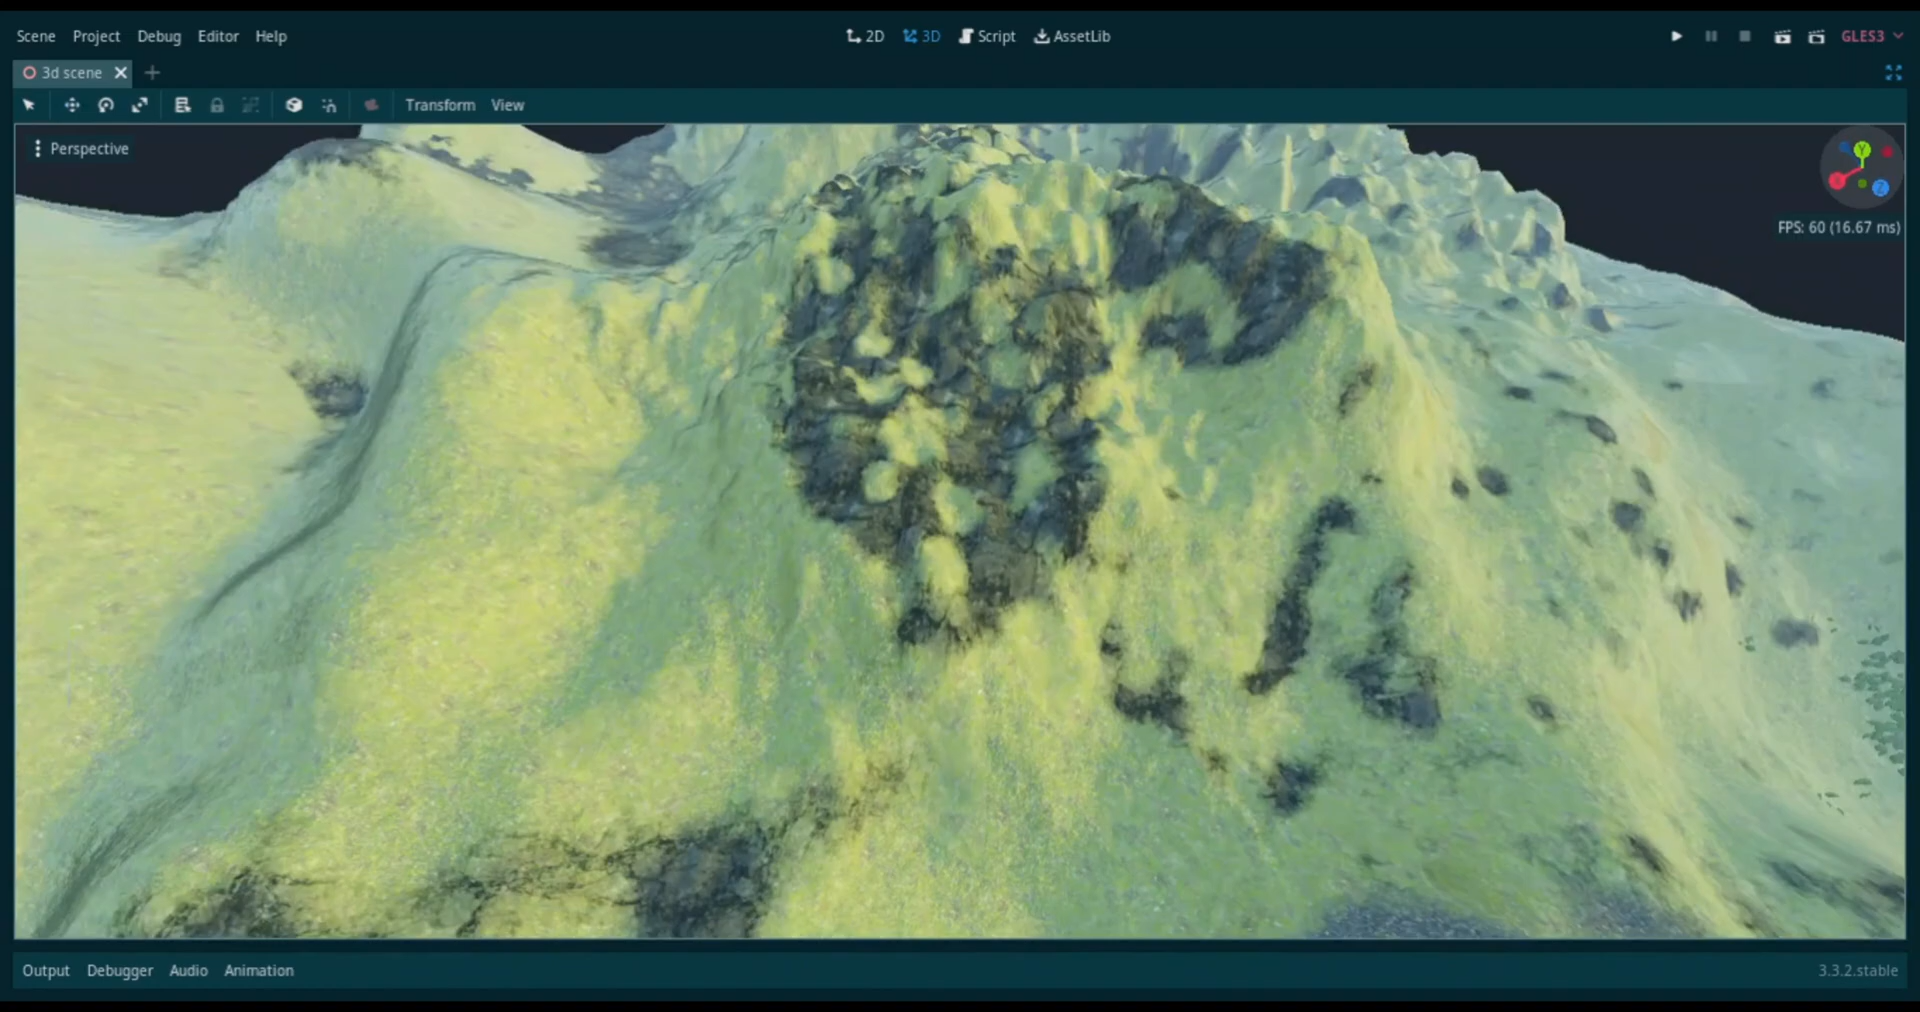 Scene Project Debug Editor Help 2D 3D Script AssetLib GLES3
3d scene
Transform View
Perspective
Y
Z
FPS: 60 (16.67 ms)
Output Debugger Audio Animation 3.3.2.stable